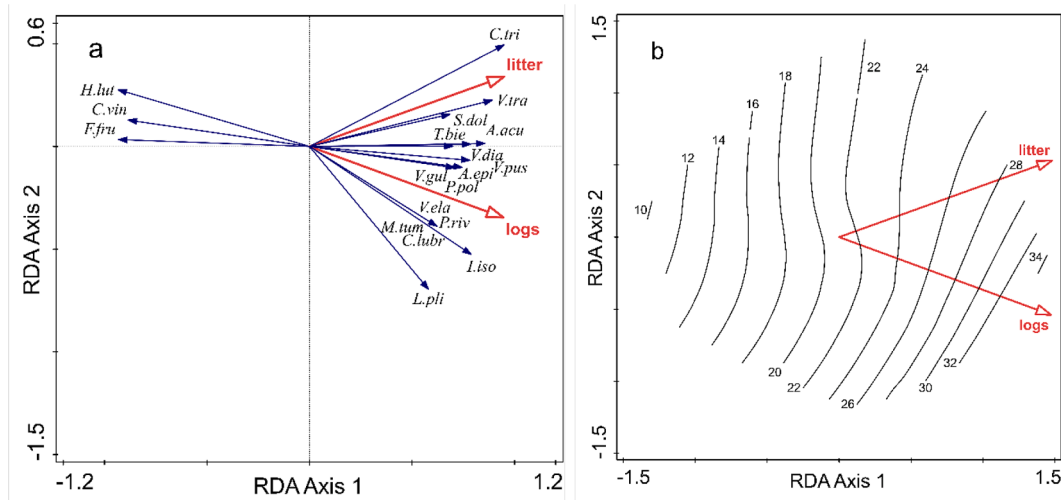 a
0.6
-1.5
RDA Axis 2
-1.2
RDA Axis 1
1.2
C.tri
litter
V.tra
S.dol
T.bie
A.acu
V.dia
V.pus
V.gul
A.epi
P.pol
logs
V.ela
P.riv
M.tum
C.lubr
I.iso
L.pli
H.lut
C.vin
F.fru
b
1.5
-1.5
RDA Axis 2
-1.5
RDA Axis 1
1.5
10
12
14
16
18
22
24
28
34
32
30
26
22
20
litter
logs